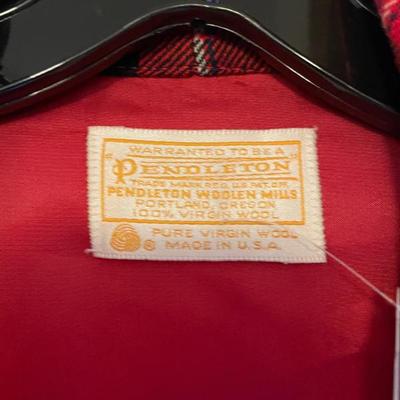 WARRANTED TO BE A
"PENDLETON"
TRADE MARK REG. U.S. PAT. OFF.
PENDLETON WOOLEN MILLS
PORTLAND, OREGON
100% VIRGIN WOOL
® PURE VIRGIN WOOL
MADE IN U.S.A.